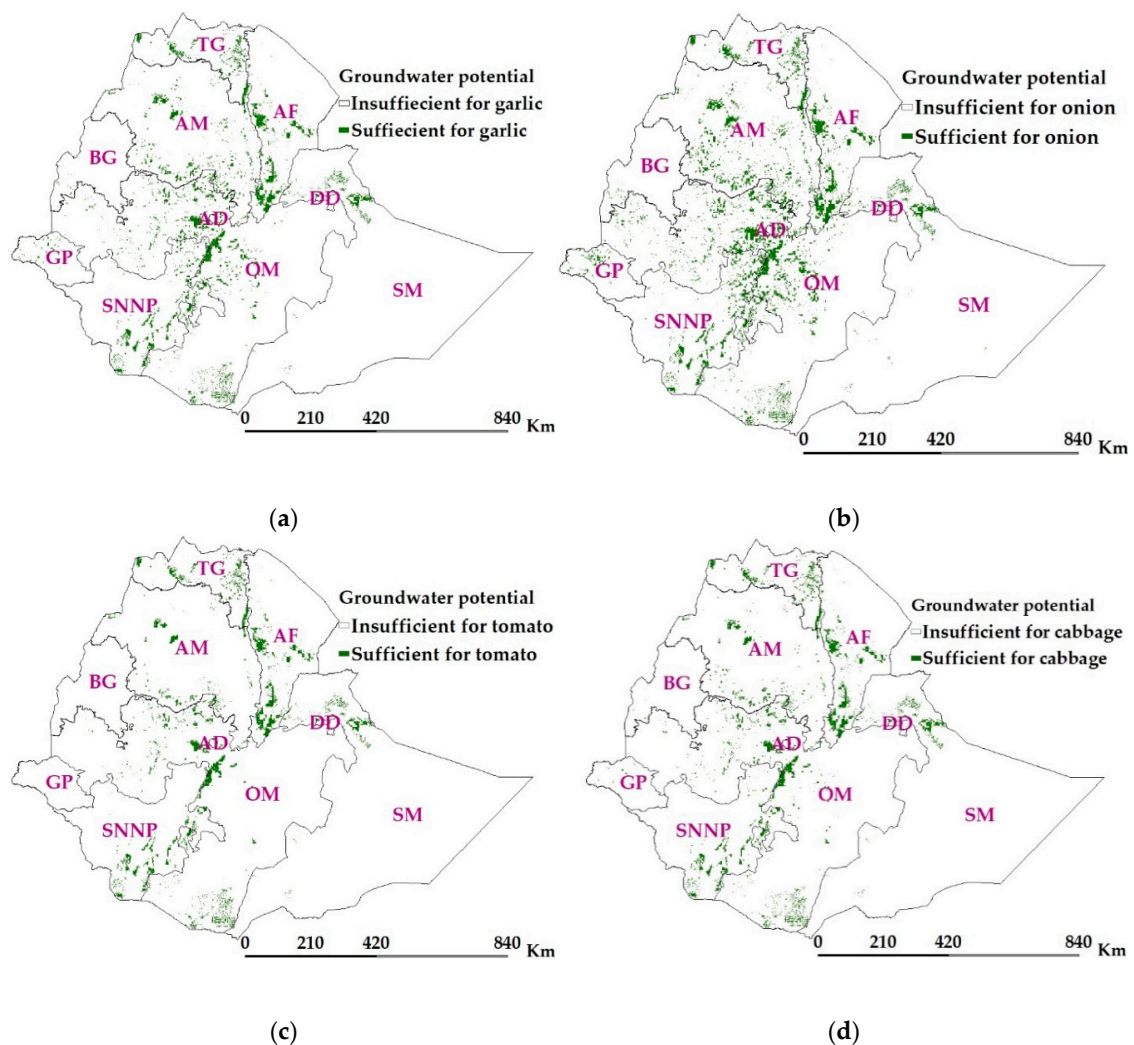 TG
Groundwater potential
Insuffiecient for garlic
Suffiecient for garlic
AF
AM
BG
DD
AD
GP
OM
SM
SNNP
0 210 420 840 Km
(a)
TG
Groundwater potential
Insufficient for onion
Sufficient for onion
AF
AM
BG
DD
AD
GP
OM
SM
SNNP
0 210 420 840 Km
(b)
TG
Groundwater potential
Insufficient for tomato
Sufficient for tomato
AF
AM
BG
DD
AD
GP
OM
SM
SNNP
0 210 420 840 Km
(c)
TG
Groundwater potential
Insufficient for cabbage
Sufficient for cabbage
AF
AM
BG
DD
AD
GP
OM
SM
SNNP
0 210 420 840 Km
(d)